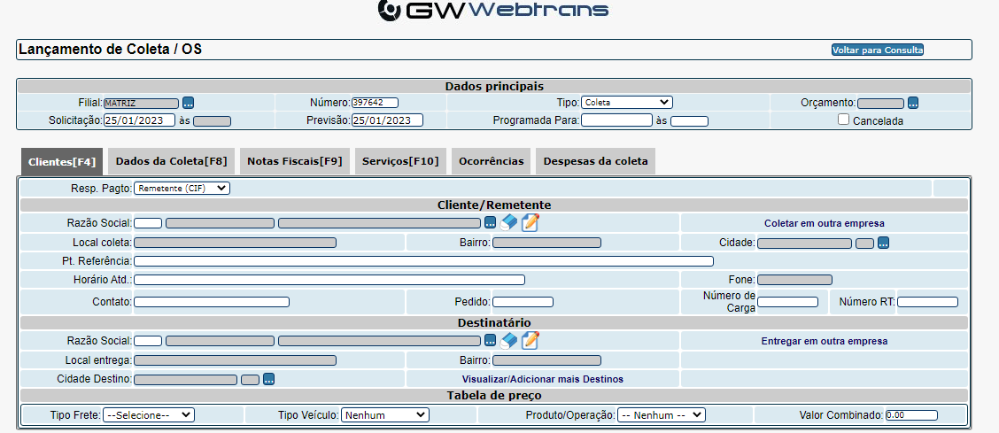 GW Webtrans
Lançamento de Coleta / OS Voltar para Consulta
Dados principais
Filial: MATRIZ ... Número: 397642 Tipo: Coleta Orçamento: ...
Solicitação: 25/01/2023 às Previsão: 25/01/2023 Programada Para: às Cancelada
Clientes[F4] Dados da Coleta[F8] Notas Fiscais[F9] Serviços[F10] Ocorrências Despesas da coleta
Resp. Pagto: Remetente (CIF)
Cliente/Remetente
Razão Social: ... Coletar em outra empresa
Local coleta: Bairro: Cidade: ...
Pt. Referência:
Horário Atd.: Fone:
Contato: Pedido: Número de Carga Número RT:
Destinatário
Razão Social: ... Entregar em outra empresa
Local entrega: Bairro:
Cidade Destino: ... Visualizar/Adicionar mais Destinos
Tabela de preço
Tipo Frete: --Selecione-- Tipo Veículo: Nenhum Produto/Operação: -- Nenhum -- Valor Combinado: 0.00